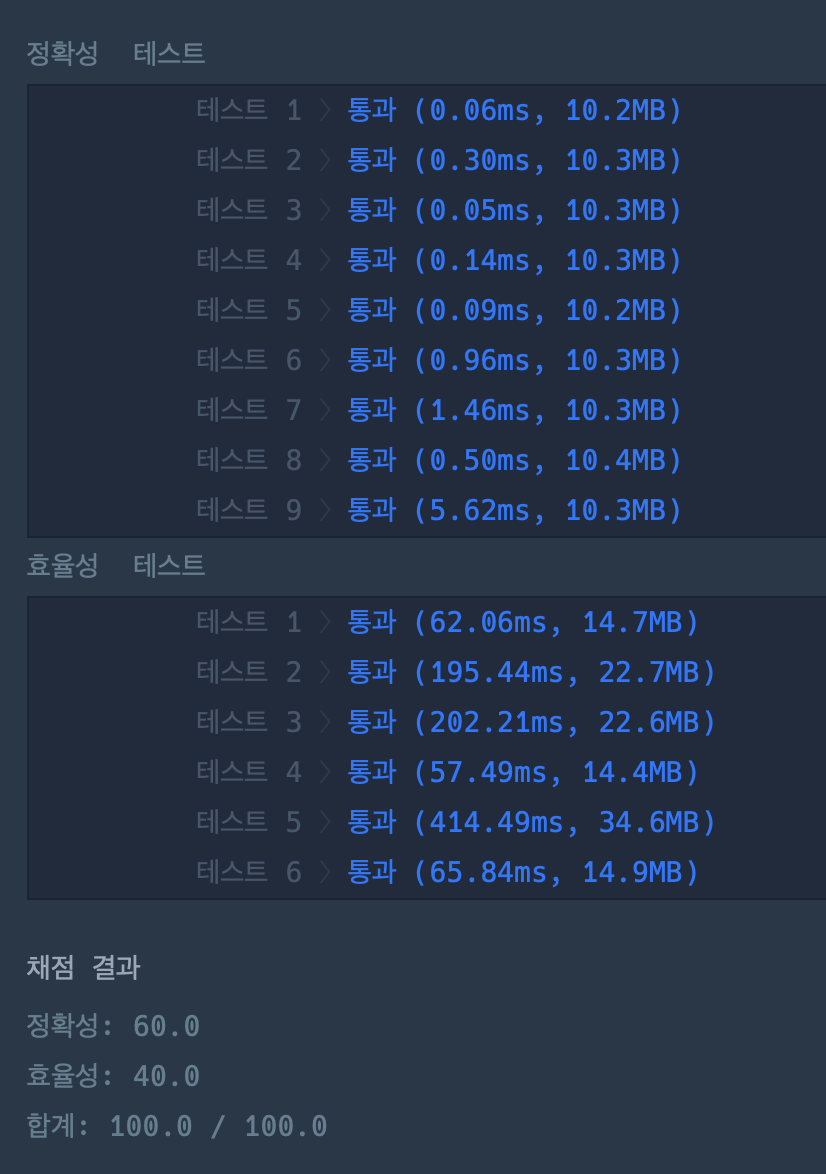 정확성  테스트
테스트 1 〉 통과 (0.06ms, 10.2MB)
테스트 2 〉 통과 (0.30ms, 10.3MB)
테스트 3 〉 통과 (0.05ms, 10.3MB)
테스트 4 〉 통과 (0.14ms, 10.3MB)
테스트 5 〉 통과 (0.09ms, 10.2MB)
테스트 6 〉 통과 (0.96ms, 10.3MB)
테스트 7 〉 통과 (1.46ms, 10.3MB)
테스트 8 〉 통과 (0.50ms, 10.4MB)
테스트 9 〉 통과 (5.62ms, 10.3MB)
효율성  테스트
테스트 1 〉 통과 (62.06ms, 14.7MB)
테스트 2 〉 통과 (195.44ms, 22.7MB)
테스트 3 〉 통과 (202.21ms, 22.6MB)
테스트 4 〉 통과 (57.49ms, 14.4MB)
테스트 5 〉 통과 (414.49ms, 34.6MB)
테스트 6 〉 통과 (65.84ms, 14.9MB)
채점 결과
정확성: 60.0
효율성: 40.0
합계: 100.0 / 100.0